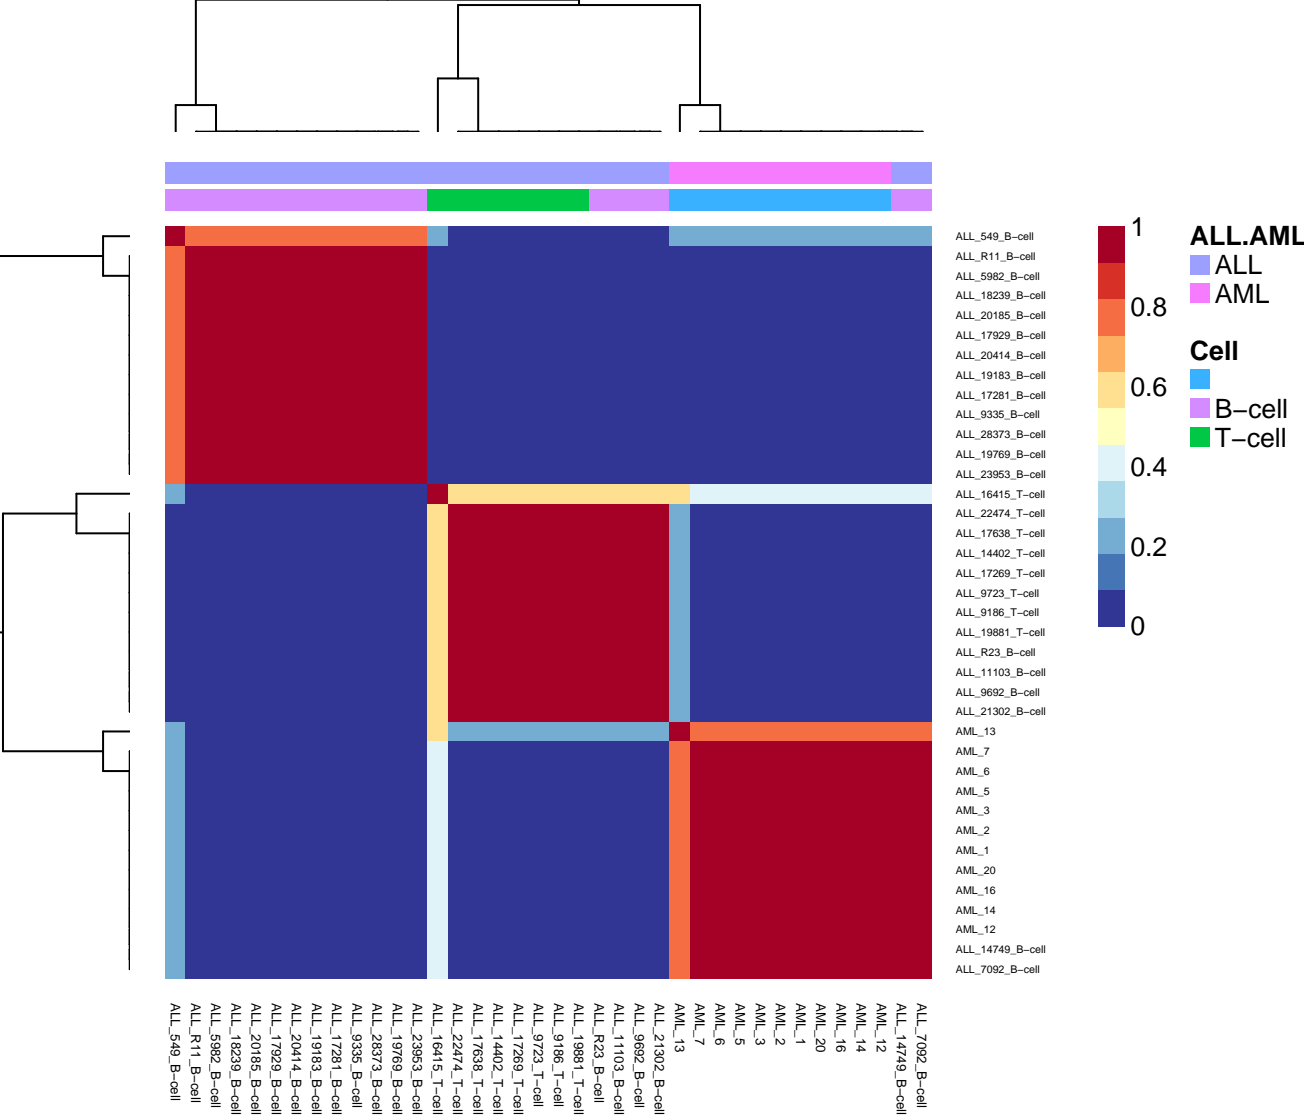 ALL_549_B−cell
ALL_R11_B−cell
ALL_5982_B−cell
ALL_18239_B−cell
ALL_20185_B−cell
ALL_17929_B−cell
ALL_20414_B−cell
ALL_19183_B−cell
ALL_17281_B−cell
ALL_9335_B−cell
ALL_28373_B−cell
ALL_19769_B−cell
ALL_23953_B−cell
ALL_16415_T−cell
ALL_22474_T−cell
ALL_17638_T−cell
ALL_14402_T−cell
ALL_17269_T−cell
ALL_9723_T−cell
ALL_9186_T−cell
ALL_19881_T−cell
ALL_R23_B−cell
ALL_11103_B−cell
ALL_9692_B−cell
ALL_21302_B−cell
AML_13
AML_7
AML_6
AML_5
AML_3
AML_2
AML_1
AML_20
AML_16
AML_14
AML_12
ALL_14749_B−cell
ALL_7092_B−cell
1
0.8
0.6
0.4
0.2
0
ALL.AML
ALL
AML
Cell
B−cell
T−cell
ALL_549_B−cell
ALL_R11_B−cell
ALL_5982_B−cell
ALL_18239_B−cell
ALL_20185_B−cell
ALL_17929_B−cell
ALL_20414_B−cell
ALL_19183_B−cell
ALL_17281_B−cell
ALL_9335_B−cell
ALL_28373_B−cell
ALL_19769_B−cell
ALL_23953_B−cell
ALL_16415_T−cell
ALL_22474_T−cell
ALL_17638_T−cell
ALL_14402_T−cell
ALL_17269_T−cell
ALL_9723_T−cell
ALL_9186_T−cell
ALL_19881_T−cell
ALL_R23_B−cell
ALL_11103_B−cell
ALL_9692_B−cell
ALL_21302_B−cell
AML_13
AML_7
AML_6
AML_5
AML_3
AML_2
AML_1
AML_20
AML_16
AML_14
AML_12
ALL_14749_B−cell
ALL_7092_B−cell